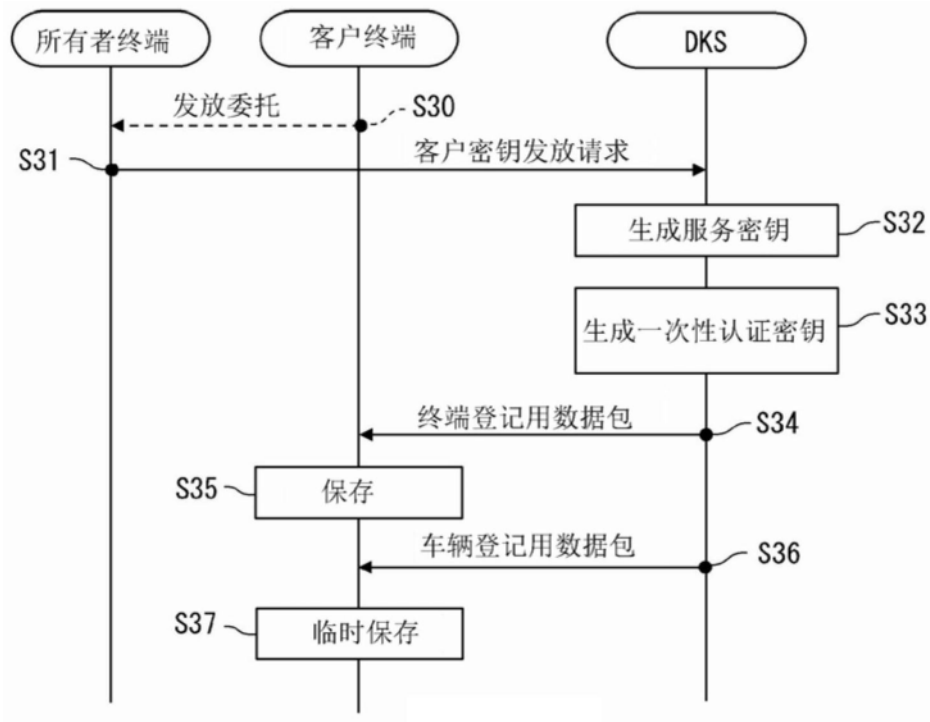 所有者终端
客户终端
DKS
发放委托
S30
S31
客户密钥发放请求
生成服务密钥
S32
生成一次性认证密钥
S33
终端登记用数据包
S34
S35
保存
车辆登记用数据包
S36
S37
临时保存